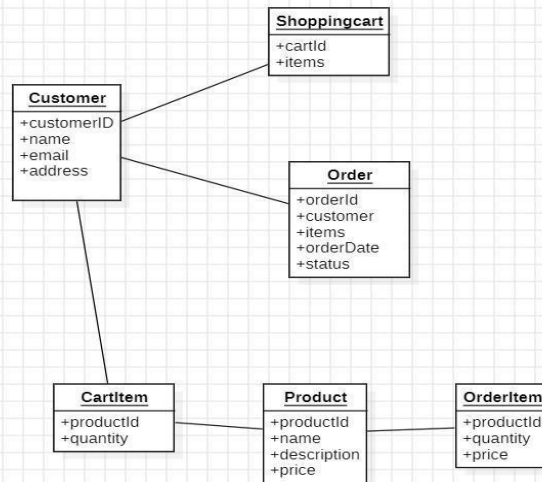 Shoppingcart
+cartId
+items
Customer
+customerID
+name
+email
+address
Order
+orderId
+customer
+items
+orderDate
+status
CartItem
+productId
+quantity
Product
+productId
+name
+description
+price
OrderItem
+productId
+quantity
+price